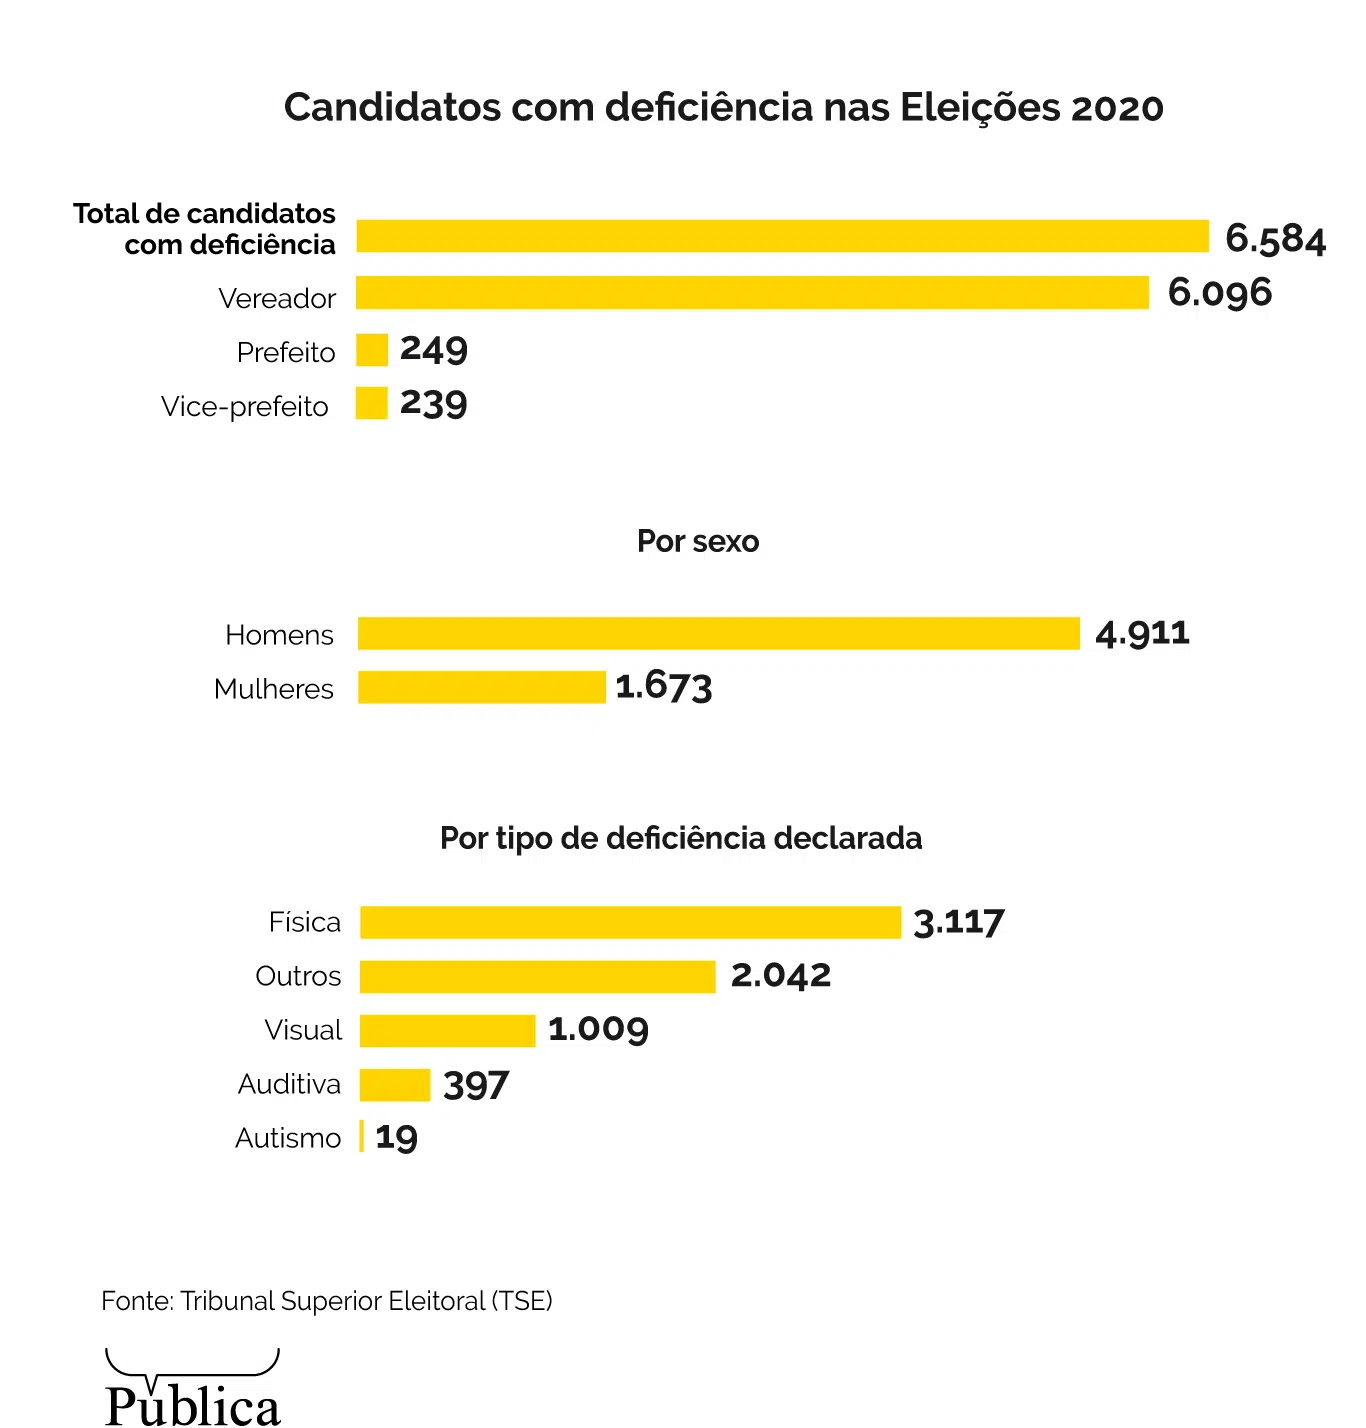 Candidatos com deficiência nas Eleições 2020
Total de candidatos
com deficiência 6.584
Vereador 6.096
Prefeito 249
Vice-prefeito 239
Por sexo
Homens 4.911
Mulheres 1.673
Por tipo de deficiência declarada
Física 3.117
Outros 2.042
Visual 1.009
Auditiva 397
Autismo 19
Fonte: Tribunal Superior Eleitoral (TSE)
Pública